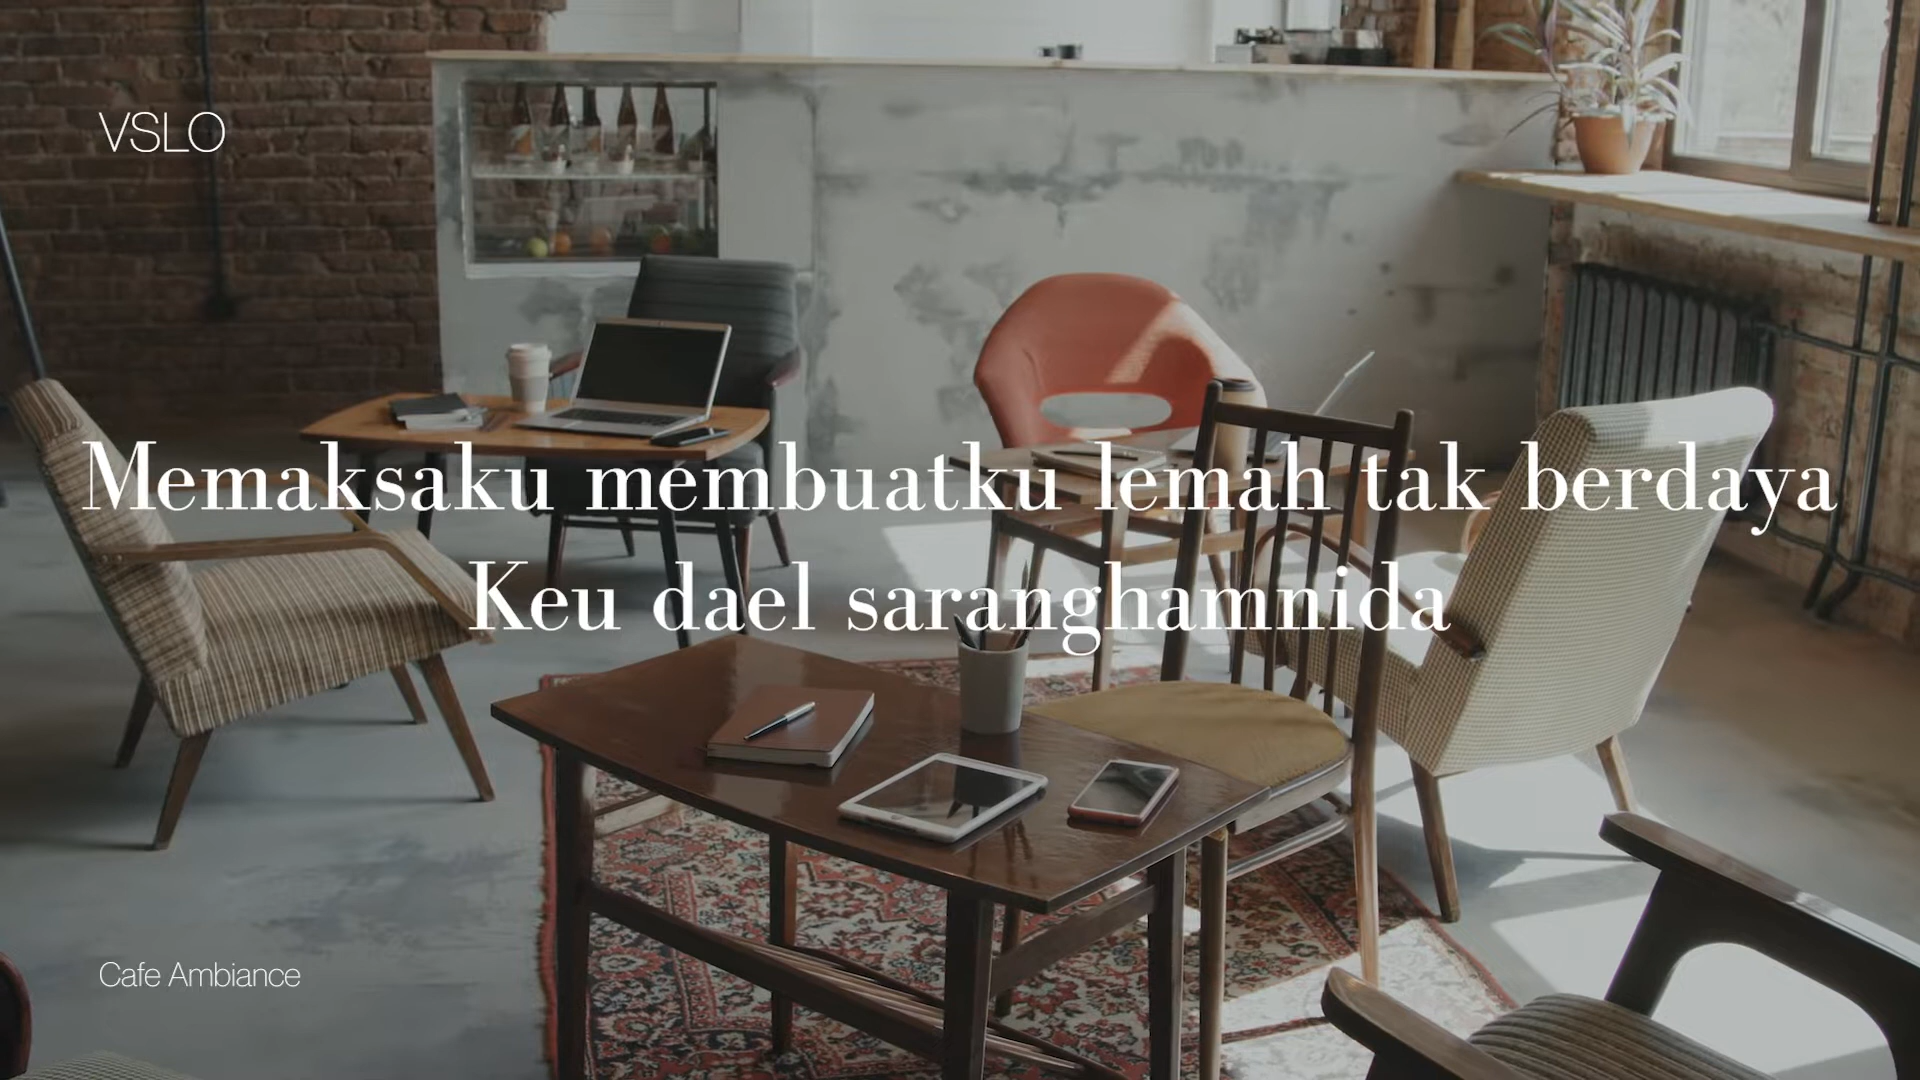 VSLO
Memaksaku membuatku lemah tak berdaya
Keu dael saranghamnida
Cafe Ambiance